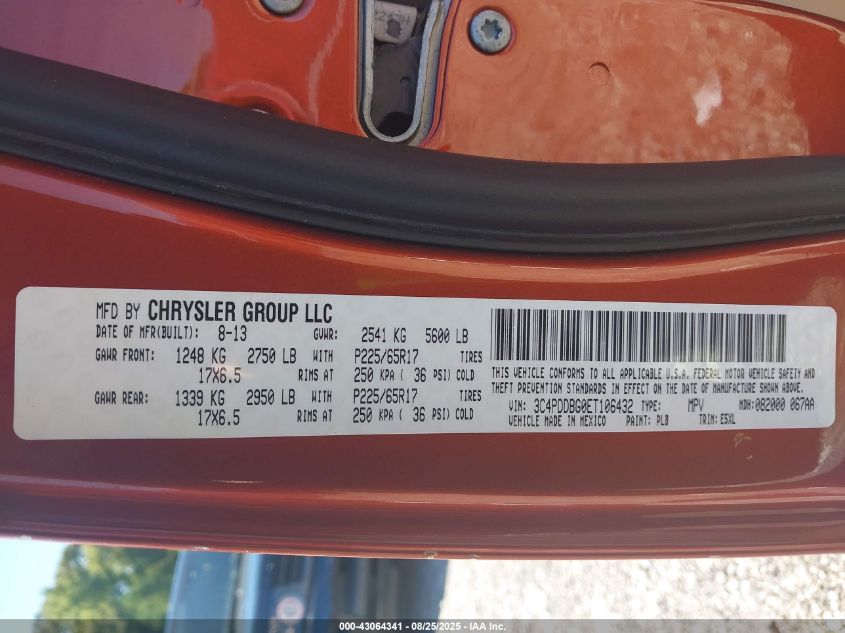 MFD BY CHRYSLER GROUP LLC
DATE OF MFR(BUILT): 8-13 GVWR: 2541 KG 5600 LB
GAWR FRONT: 1248 KG 2750 LB WITH P225/65R17 TIRES
17X6.5 RIMS AT 250 KPA ( 36 PSI) COLD
GAWR REAR: 1339 KG 2950 LB WITH P225/65R17 TIRES
17X6.5 RIMS AT 250 KPA ( 36 PSI) COLD
THIS VEHICLE CONFORMS TO ALL APPLICABLE U.S.A. FEDERAL MOTOR VEHICLE SAFETY AND
THEFT PREVENTION STANDARDS IN EFFECT ON THE DATE OF MANUFACTURE SHOWN ABOVE.
VIN: 3C4PDDBG0ET106432 TYPE: MPV MDH: 082000 067AA
VEHICLE MADE IN MEXICO PAINT: PLB TRIM: ESXL
000-43064341 | 08/25/2025 - IAA Inc.